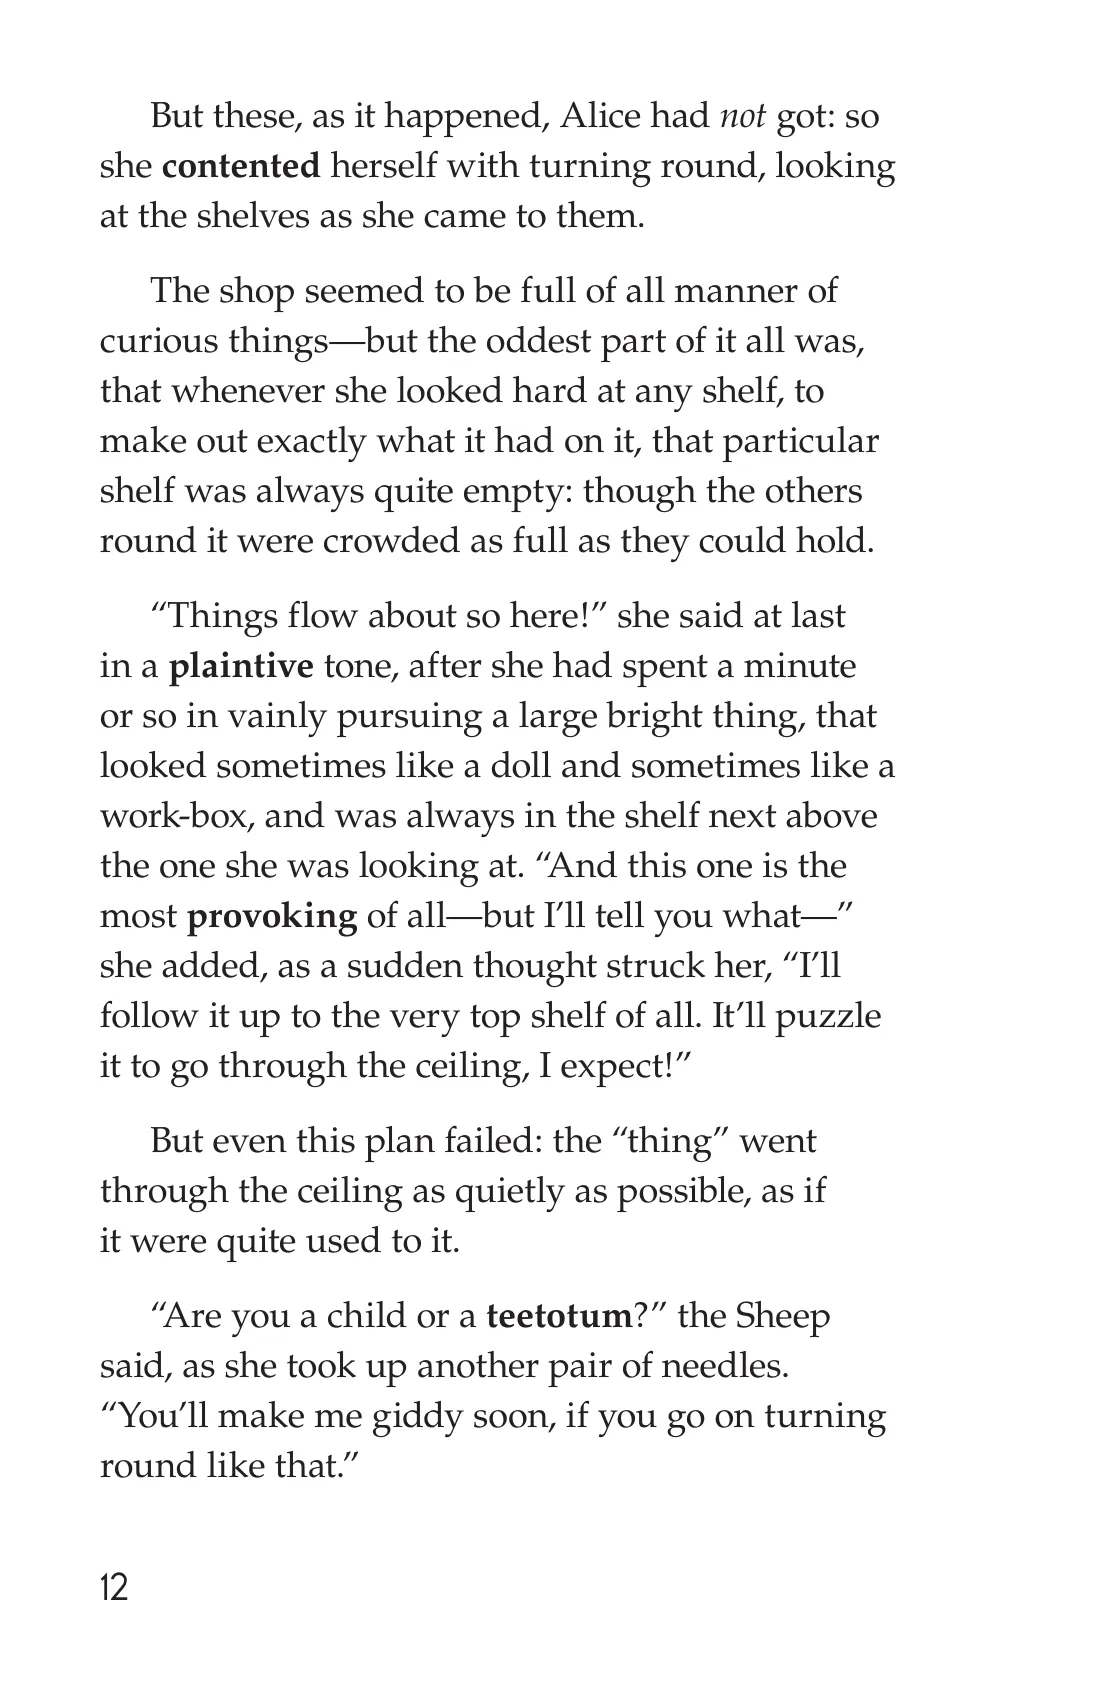 But these, as it happened, Alice had not got: so
she contented herself with turning round, looking
at the shelves as she came to them.
The shop seemed to be full of all manner of
curious things—but the oddest part of it all was,
that whenever she looked hard at any shelf, to
make out exactly what it had on it, that particular
shelf was always quite empty: though the others
round it were crowded as full as they could hold.
“Things flow about so here!” she said at last
in a plaintive tone, after she had spent a minute
or so in vainly pursuing a large bright thing, that
looked sometimes like a doll and sometimes like a
work-box, and was always in the shelf next above
the one she was looking at. “And this one is the
most provoking of all—but I’ll tell you what—”
she added, as a sudden thought struck her, “I’ll
follow it up to the very top shelf of all. It’ll puzzle
it to go through the ceiling, I expect!”
But even this plan failed: the “thing” went
through the ceiling as quietly as possible, as if
it were quite used to it.
“Are you a child or a teetotum?” the Sheep
said, as she took up another pair of needles.
“You’ll make me giddy soon, if you go on turning
round like that.”
12